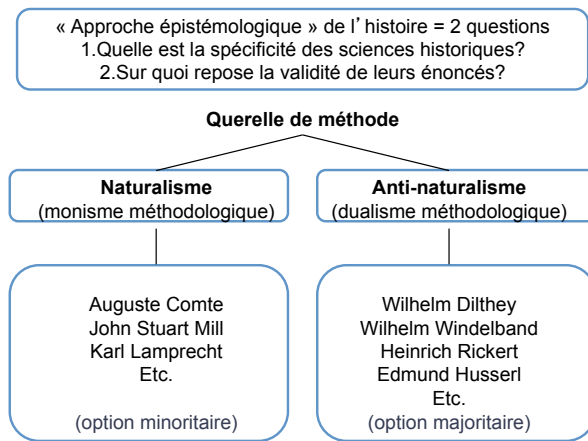 « Approche épistémologique » de l’histoire = 2 questions
1.Quelle est la spécificité des sciences historiques?
2.Sur quoi repose la validité de leurs énoncés?
Querelle de méthode
Naturalisme
(monisme méthodologique)
Anti-naturalisme
(dualisme méthodologique)
Auguste Comte
John Stuart Mill
Karl Lamprecht
Etc.
(option minoritaire)
Wilhelm Dilthey
Wilhelm Windelband
Heinrich Rickert
Edmund Husserl
Etc.
(option majoritaire)